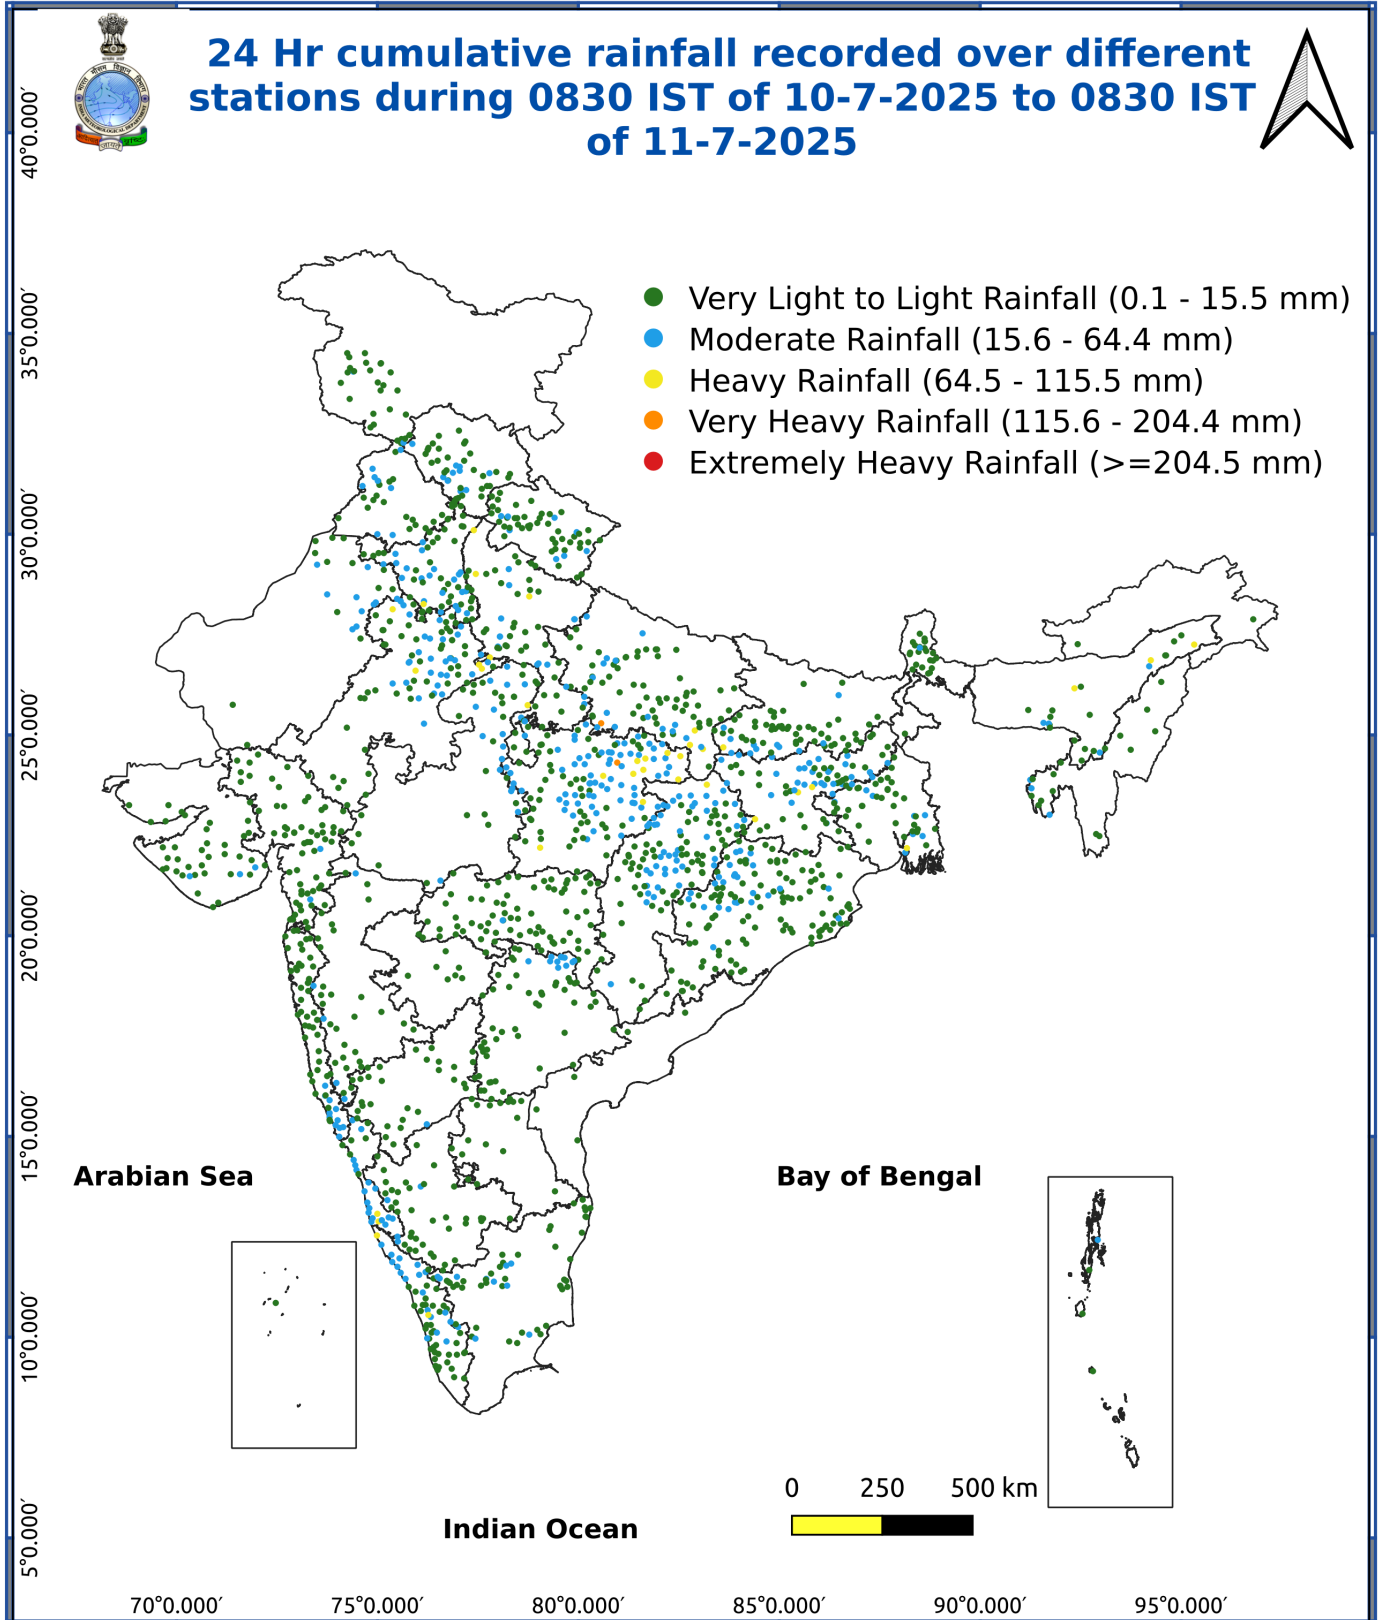 24 Hr cumulative rainfall recorded over different
stations during 0830 IST of 10-7-2025 to 0830 IST
of 11-7-2025
Very Light to Light Rainfall (0.1 - 15.5 mm)
Moderate Rainfall (15.6 - 64.4 mm)
Heavy Rainfall (64.5 - 115.5 mm)
Very Heavy Rainfall (115.6 - 204.4 mm)
Extremely Heavy Rainfall (>=204.5 mm)
40°0.000′
35°0.000′
30°0.000′
25°0.000′
20°0.000′
15°0.000′
10°0.000′
5°0.000′
Arabian Sea
Bay of Bengal
Indian Ocean
0 250 500 km
70°0.000′ 75°0.000′ 80°0.000′ 85°0.000′ 90°0.000′ 95°0.000′